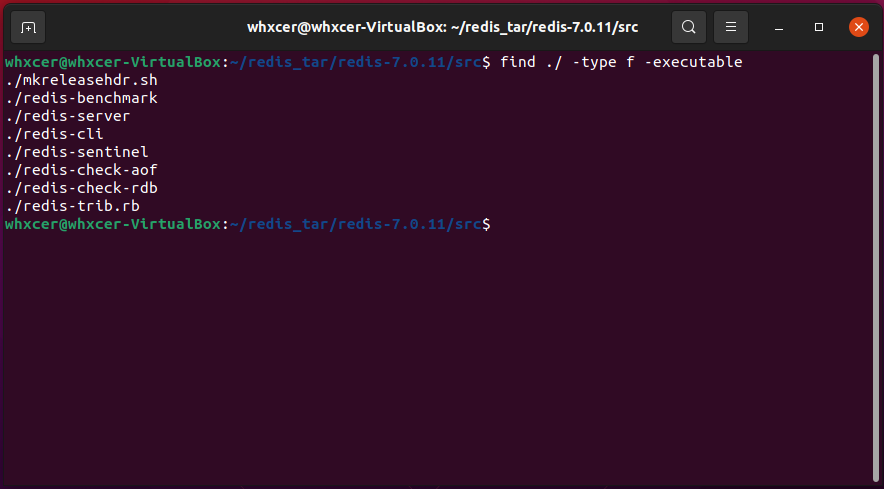 whxcer@whxcer-VirtualBox: ~/redis_tar/redis-7.0.11/src
whxcer@whxcer-VirtualBox:~/redis_tar/redis-7.0.11/src$ find ./ -type f -executable
./mkreleasehdr.sh
./redis-benchmark
./redis-server
./redis-cli
./redis-sentinel
./redis-check-aof
./redis-check-rdb
./redis-trib.rb
whxcer@whxcer-VirtualBox:~/redis_tar/redis-7.0.11/src$